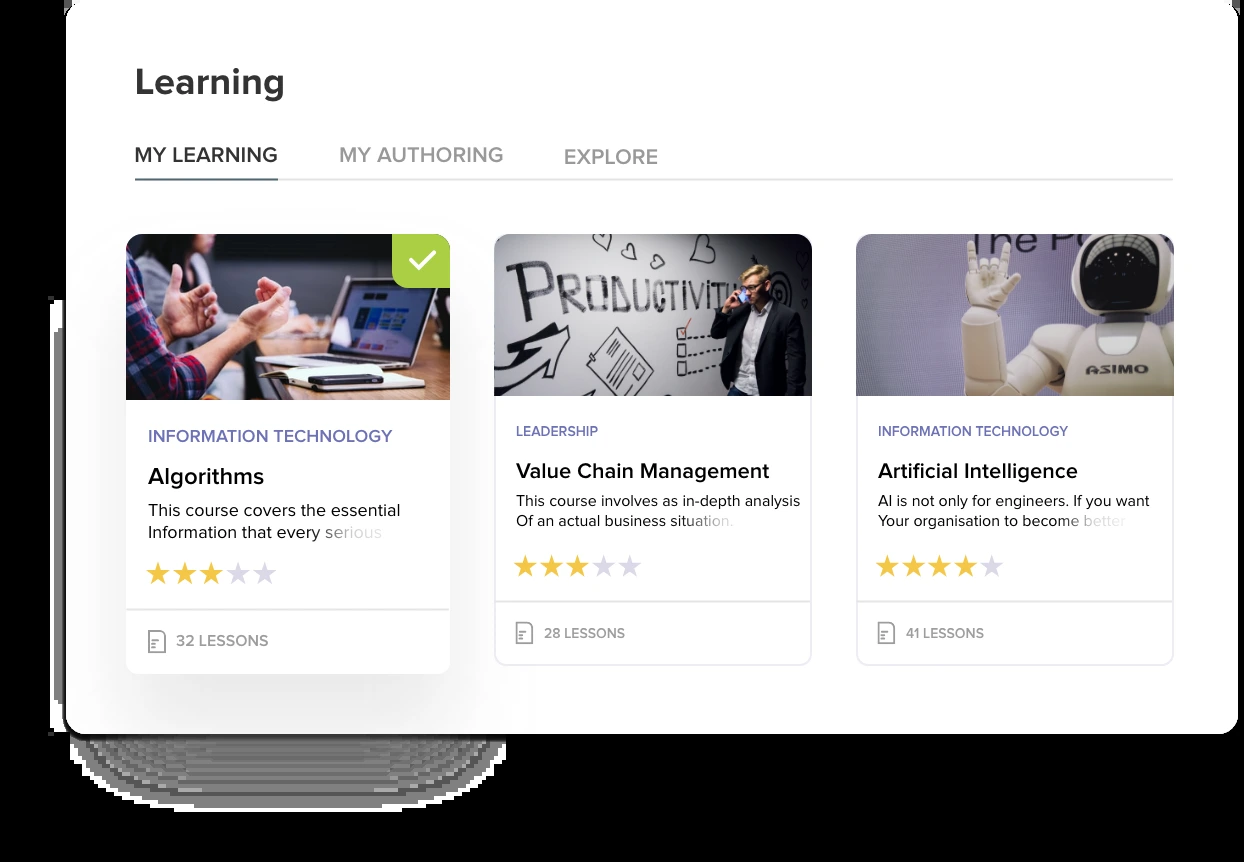 Learning
MY LEARNING
MY AUTHORING
EXPLORE
INFORMATION TECHNOLOGY
Algorithms
This course covers the essential
Information that every serious
32 LESSONS
PRODUCTIVITY
LEADERSHIP
Value Chain Management
This course involves as in-depth analysis
Of an actual business situation.
28 LESSONS
The
ASIMO
INFORMATION TECHNOLOGY
Artificial Intelligence
AI is not only for engineers. If you want
Your organisation to become better
41 LESSONS